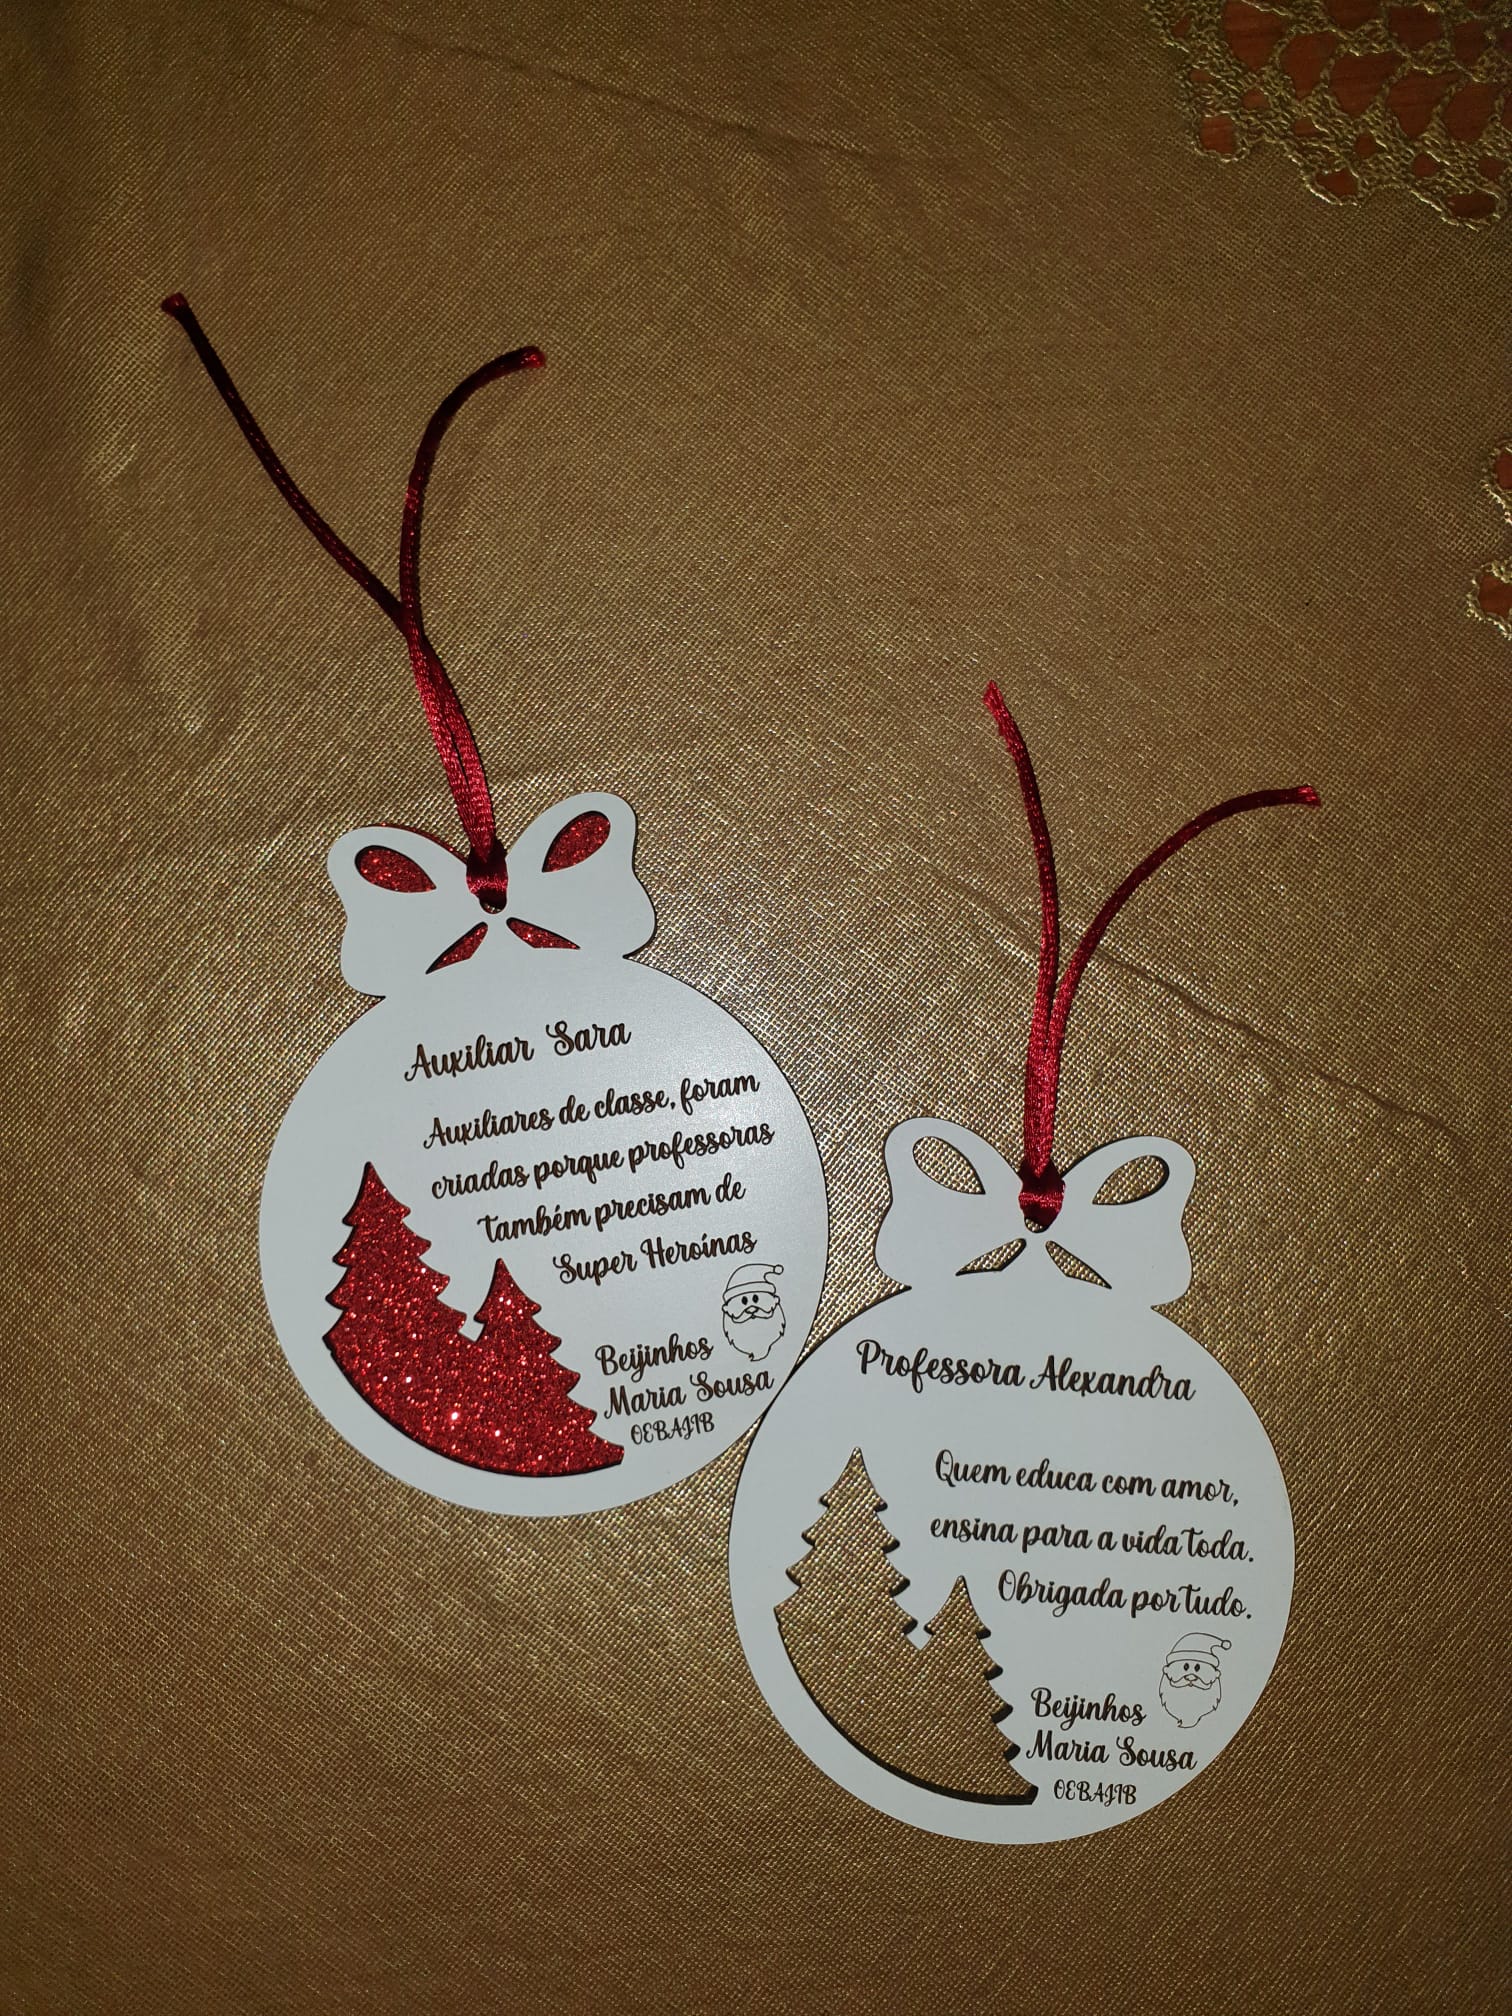 Auxiliar Sara
Auxiliares de classe, foram
criadas porque professoras
também precisam de
Super Heroínas
Beijinhos
Maria Sousa
OEBAJIB
Professora Alexandra
Quem educa com amor,
ensina para a vida toda.
Obrigada por tudo.
Beijinhos
Maria Sousa
OEBAJIB